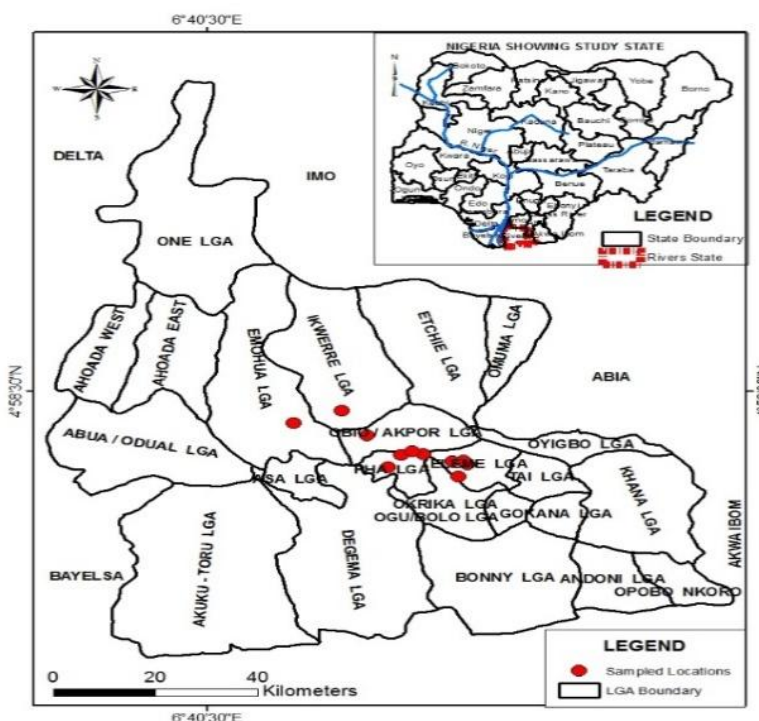 6°40'30"E
NIGERIA SHOWING STUDY STATE
N
Sokoto
Katsina
Jigawa
Yobe
Borno
Zamfara
Kano
Kaduna
Bauchi
Niger
Plateau
Oyo
Kwara
Taraba
Benue
Ogun
Ondo
Edo
LEGEND
State Boundary
Rivers State
N
W
E
S
DELTA
IMO
ONE LGA
AHOADA WEST
AHOADA EAST
EMOHUA LGA
IKWERRE LGA
ETCHIE LGA
OMUMA LGA
4°58'30"N
ABIA
ABUA / ODUAL LGA
OBIO / AKPOR LGA
OYIGBO LGA
PHA LGA
ELEME LGA
TAI LGA
KHANA LGA
ASA LGA
OKRIKA LGA
OGU/BOLO LGA
GOKANA LGA
AKWA IBOM
BAYELSA
AKUKU - TORU LGA
DEGEMA LGA
BONNY LGA
ANDONI LGA
OPOBO NKORO
LEGEND
Sampled Locations
LGA Boundary
0 20 40
Kilometers
6°40'30"E